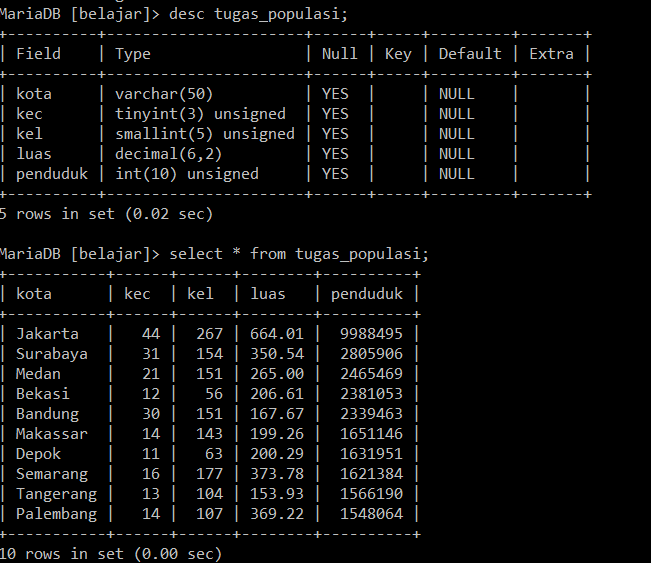 MariaDB [belajar]> desc tugas_populasi;
+-----------+----------------------+------+-----+---------+-------+
| Field     | Type                 | Null | Key | Default | Extra |
+-----------+----------------------+------+-----+---------+-------+
| kota      | varchar(50)          | YES  |     | NULL    |       |
| kec       | tinyint(3) unsigned  | YES  |     | NULL    |       |
| kel       | smallint(5) unsigned | YES  |     | NULL    |       |
| luas      | decimal(6,2)         | YES  |     | NULL    |       |
| penduduk  | int(10) unsigned     | YES  |     | NULL    |       |
+-----------+----------------------+------+-----+---------+-------+
5 rows in set (0.02 sec)
MariaDB [belajar]> select * from tugas_populasi;
+-----------+------+------+--------+----------+
| kota      | kec  | kel  | luas   | penduduk |
+-----------+------+------+--------+----------+
| Jakarta   |   44 |  267 | 664.01 |  9988495 |
| Surabaya  |   31 |  154 | 350.54 |  2805906 |
| Medan     |   21 |  151 | 265.00 |  2465469 |
| Bekasi    |   12 |   56 | 206.61 |  2381053 |
| Bandung   |   30 |  151 | 167.67 |  2339463 |
| Makassar  |   14 |  143 | 199.26 |  1651146 |
| Depok     |   11 |   63 | 200.29 |  1631951 |
| Semarang  |   16 |  177 | 373.78 |  1621384 |
| Tangerang |   13 |  104 | 153.93 |  1566190 |
| Palembang |   14 |  107 | 369.22 |  1548064 |
+-----------+------+------+--------+----------+
10 rows in set (0.00 sec)